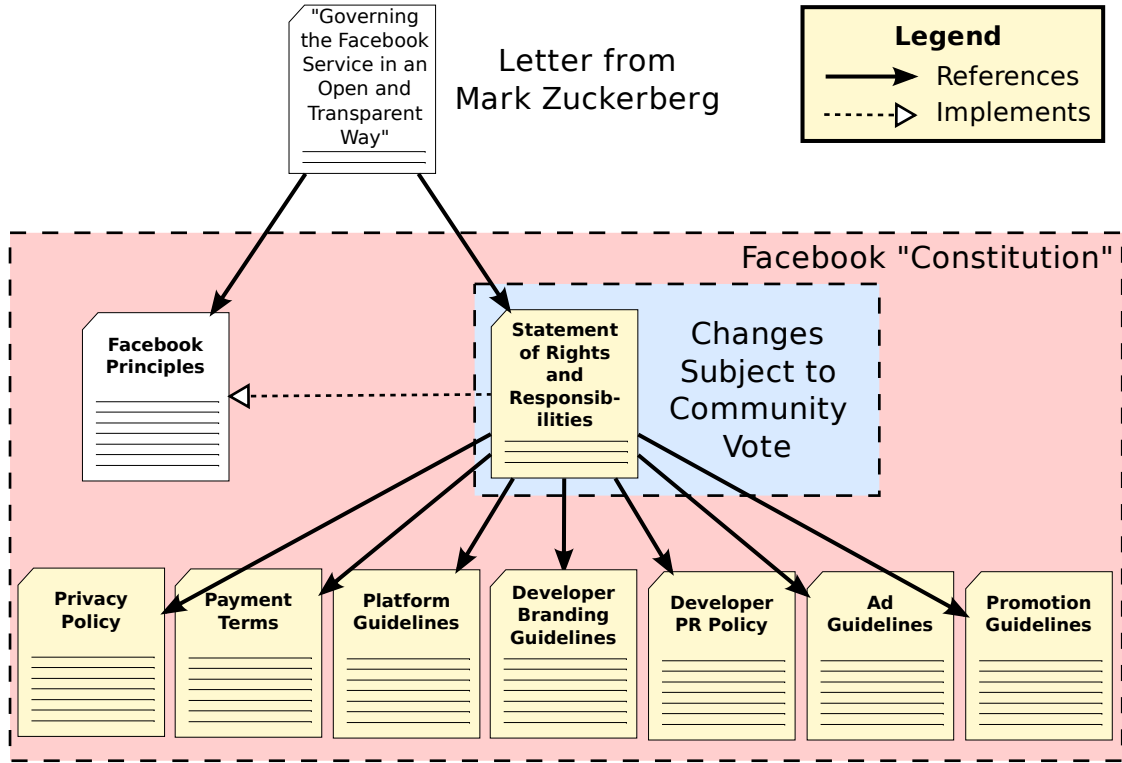 "Governing
the Facebook
Service in an
Open and
Transparent
Way"
Letter from
Mark Zuckerberg
Legend
References
Implements
Facebook "Constitution"
Facebook
Principles
Statement
of Rights
and
Responsib-
ilities
Changes
Subject to
Community
Vote
Privacy
Policy
Payment
Terms
Platform
Guidelines
Developer
Branding
Guidelines
Developer
PR Policy
Ad
Guidelines
Promotion
Guidelines